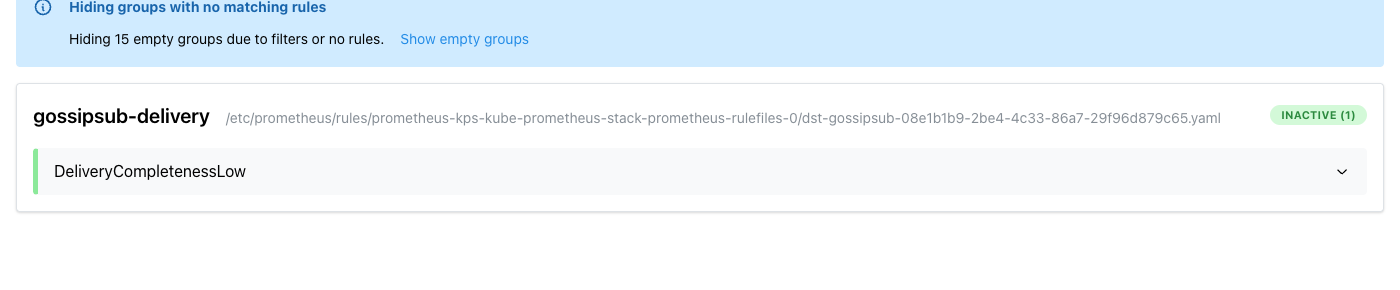 Hiding groups with no matching rules
Hiding 15 empty groups due to filters or no rules. Show empty groups
gossipsub-delivery /etc/prometheus/rules/prometheus-kps-kube-prometheus-stack-prometheus-rulefiles-0/dst-gossipsub-08e1b1b9-2be4-4c33-86a7-29f96d879c65.yaml INACTIVE (1)
DeliveryCompletenessLow